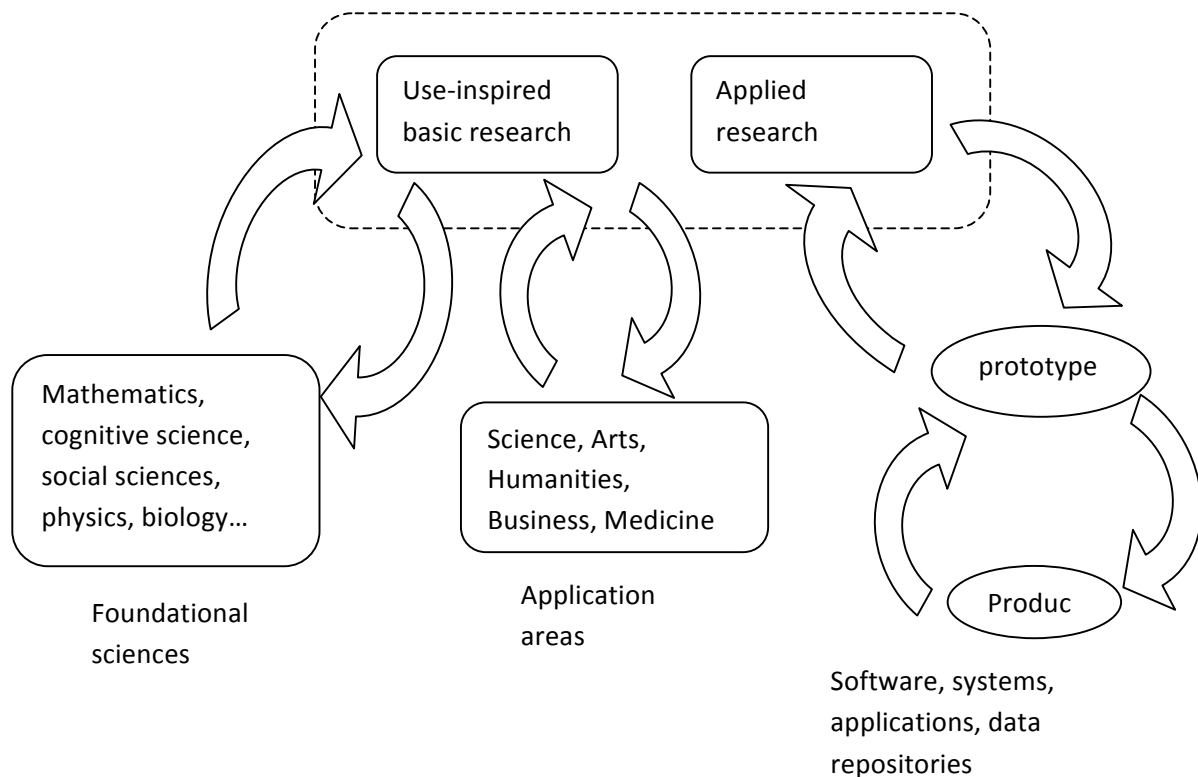 Use-inspired
basic research
Applied
research
prototype
Mathematics,
cognitive science,
social sciences,
physics, biology…
Science, Arts,
Humanities,
Business, Medicine
Produc
Foundational
sciences
Application
areas
Software, systems,
applications, data
repositories